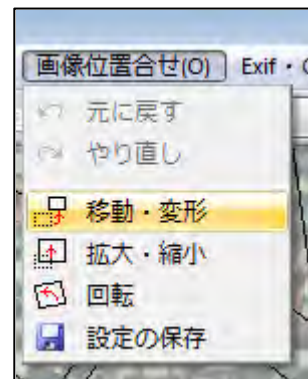 画像位置合せ(O) Exif・
元に戻す
やり直し
移動・変形
拡大・縮小
回転
設定の保存